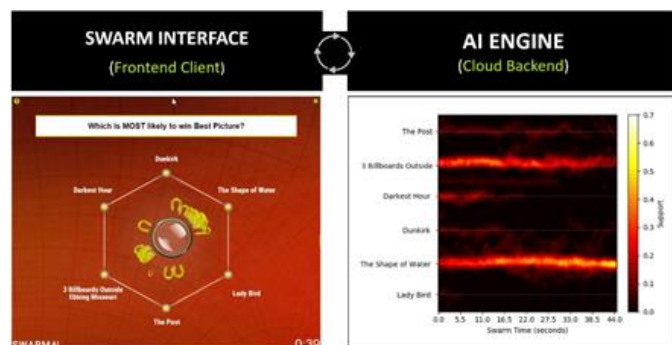 SWARM INTERFACE
(Frontend Client)
AI ENGINE
(Cloud Backend)
Which is MOST likely to win Best Picture?
Dunkirk
Darkest Hour
The Shape of Water
3 Billboards Outside
Ebbing Missouri
Lady Bird
The Post
0:39
The Post
3 Billboards Outside
Darkest Hour
Dunkirk
The Shape of Water
Lady Bird
0.0 5.5 11.0 16.5 22.0 27.5 33.0 38.5 44.0
Swarm Time (seconds)
0.7
0.6
0.5
0.4
0.3
0.2
0.1
0.0
Support